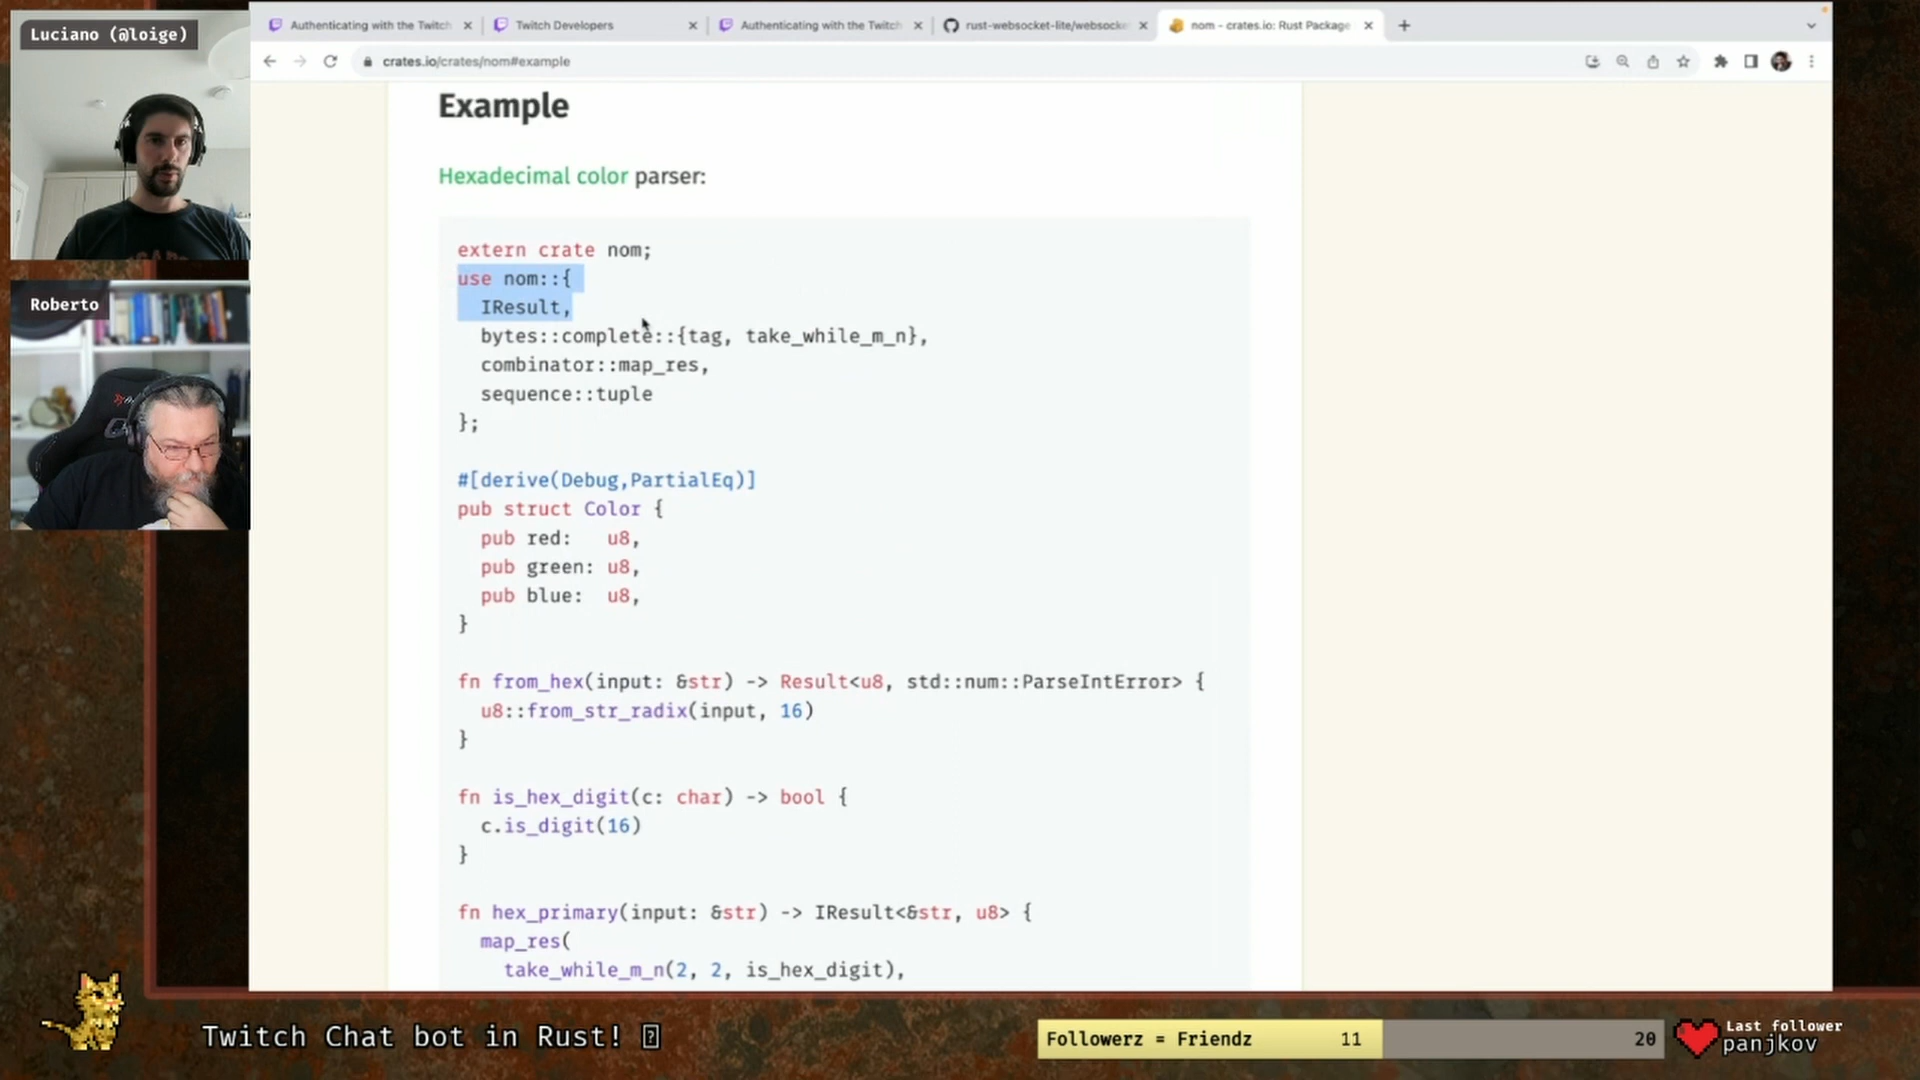 Luciano (@loige)
Roberto
Authenticating with the Twitch
Twitch Developers
Authenticating with the Twitch
rust-websocket-lite/websocke
nom - crates.io: Rust Package
crates.io/crates/nom#example
Example
Hexadecimal color parser:
extern crate nom;
use nom::{
  IResult,
  bytes::complete::{tag, take_while_m_n},
  combinator::map_res,
  sequence::tuple
};
#[derive(Debug,PartialEq)]
pub struct Color {
  pub red:   u8,
  pub green: u8,
  pub blue:  u8,
}
fn from_hex(input: &str) -> Result<u8, std::num::ParseIntError> {
  u8::from_str_radix(input, 16)
}
fn is_hex_digit(c: char) -> bool {
  c.is_digit(16)
}
fn hex_primary(input: &str) -> IResult<&str, u8> {
  map_res(
    take_while_m_n(2, 2, is_hex_digit),
Twitch Chat bot in Rust!
Followerz = Friendz 11 20
Last follower
panjkov